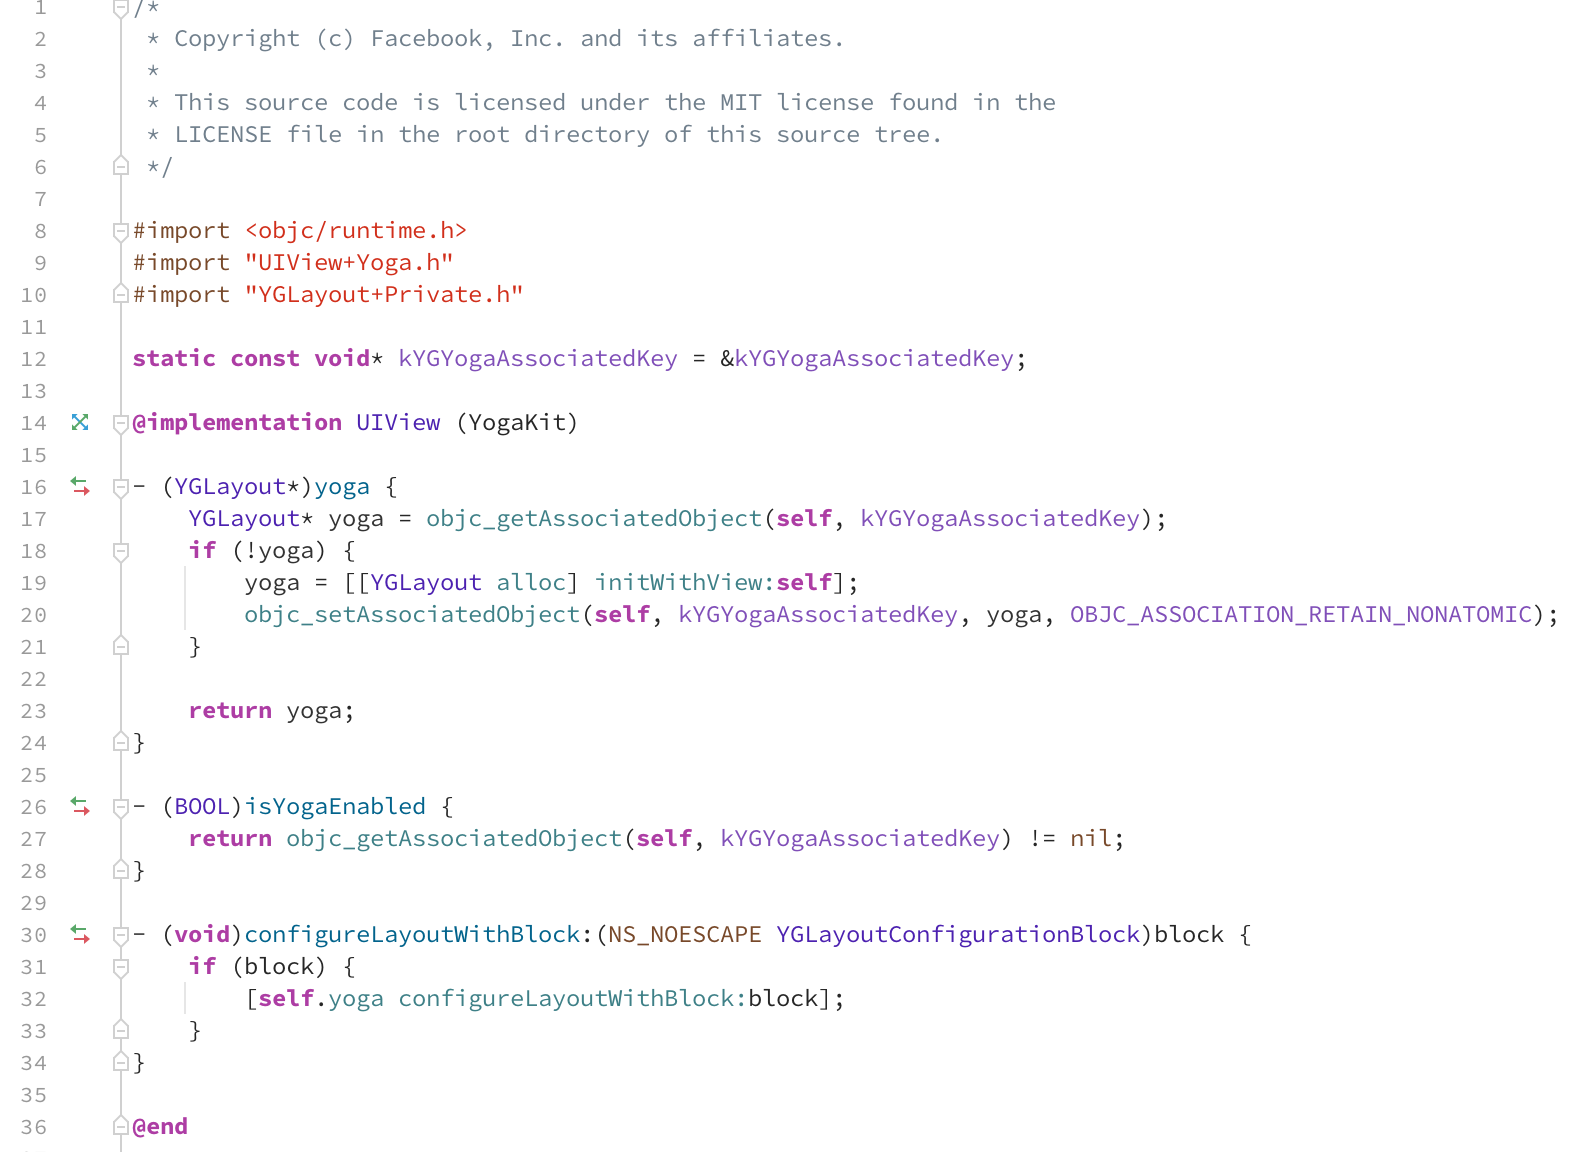 1 /*
2  * Copyright (c) Facebook, Inc. and its affiliates.
3  *
4  * This source code is licensed under the MIT license found in the
5  * LICENSE file in the root directory of this source tree.
6  */
7
8 #import <objc/runtime.h>
9 #import "UIView+Yoga.h"
10 #import "YGLayout+Private.h"
11
12 static const void* kYGYogaAssociatedKey = &kYGYogaAssociatedKey;
13
14 @implementation UIView (YogaKit)
15
16 - (YGLayout*)yoga {
17     YGLayout* yoga = objc_getAssociatedObject(self, kYGYogaAssociatedKey);
18     if (!yoga) {
19         yoga = [[YGLayout alloc] initWithView:self];
20         objc_setAssociatedObject(self, kYGYogaAssociatedKey, yoga, OBJC_ASSOCIATION_RETAIN_NONATOMIC);
21     }
22
23     return yoga;
24 }
25
26 - (BOOL)isYogaEnabled {
27     return objc_getAssociatedObject(self, kYGYogaAssociatedKey) != nil;
28 }
29
30 - (void)configureLayoutWithBlock:(NS_NOESCAPE YGLayoutConfigurationBlock)block {
31     if (block) {
32         [self.yoga configureLayoutWithBlock:block];
33     }
34 }
35
36 @end